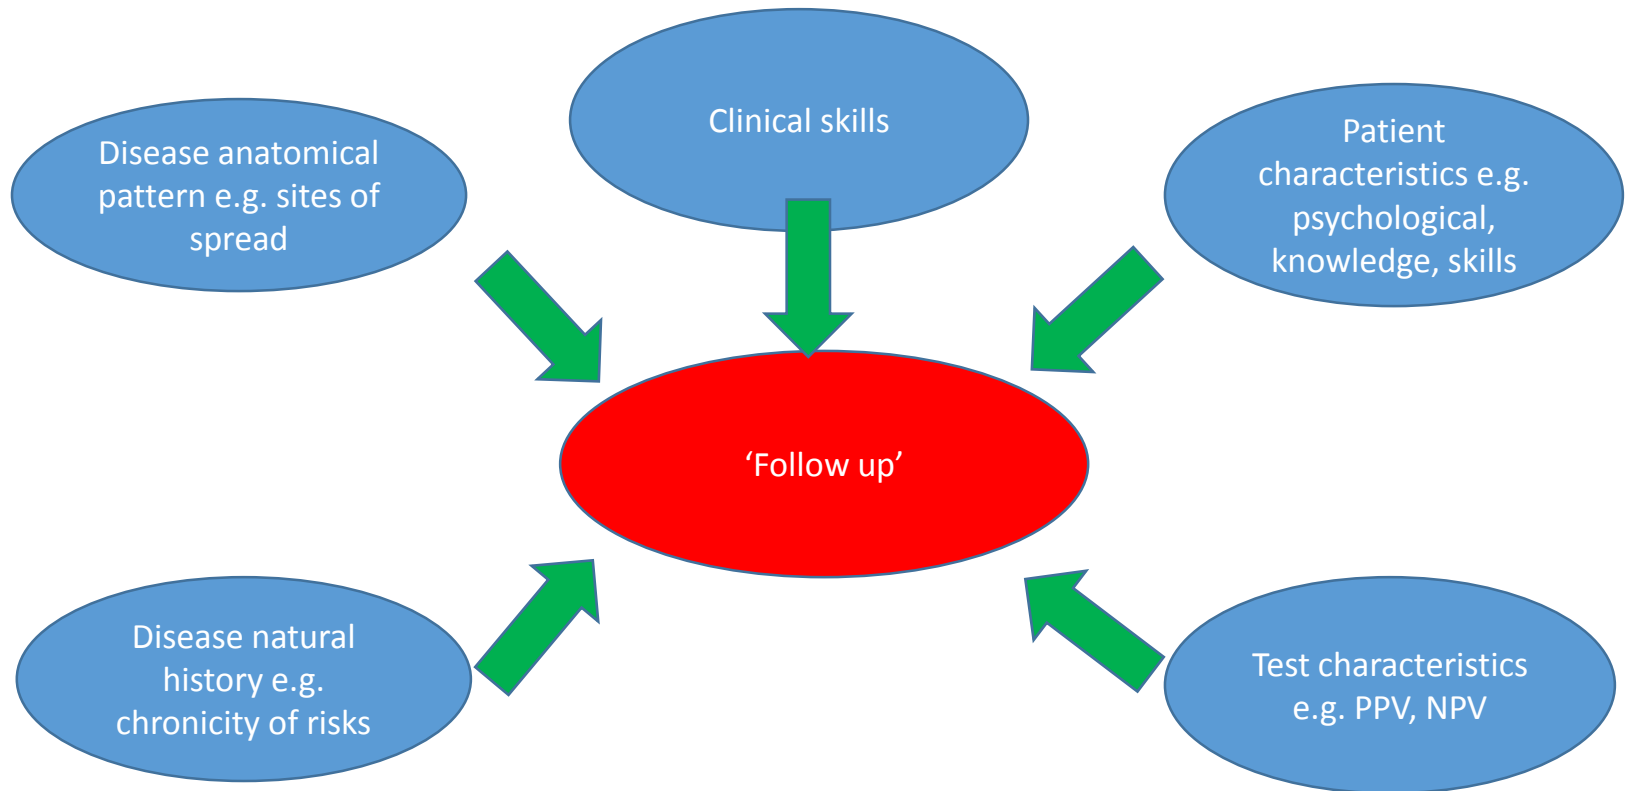 Clinical skills
Disease anatomical
pattern e.g. sites of
spread
Patient
characteristics e.g.
psychological,
knowledge, skills
‘Follow up’
Disease natural
history e.g.
chronicity of risks
Test characteristics
e.g. PPV, NPV